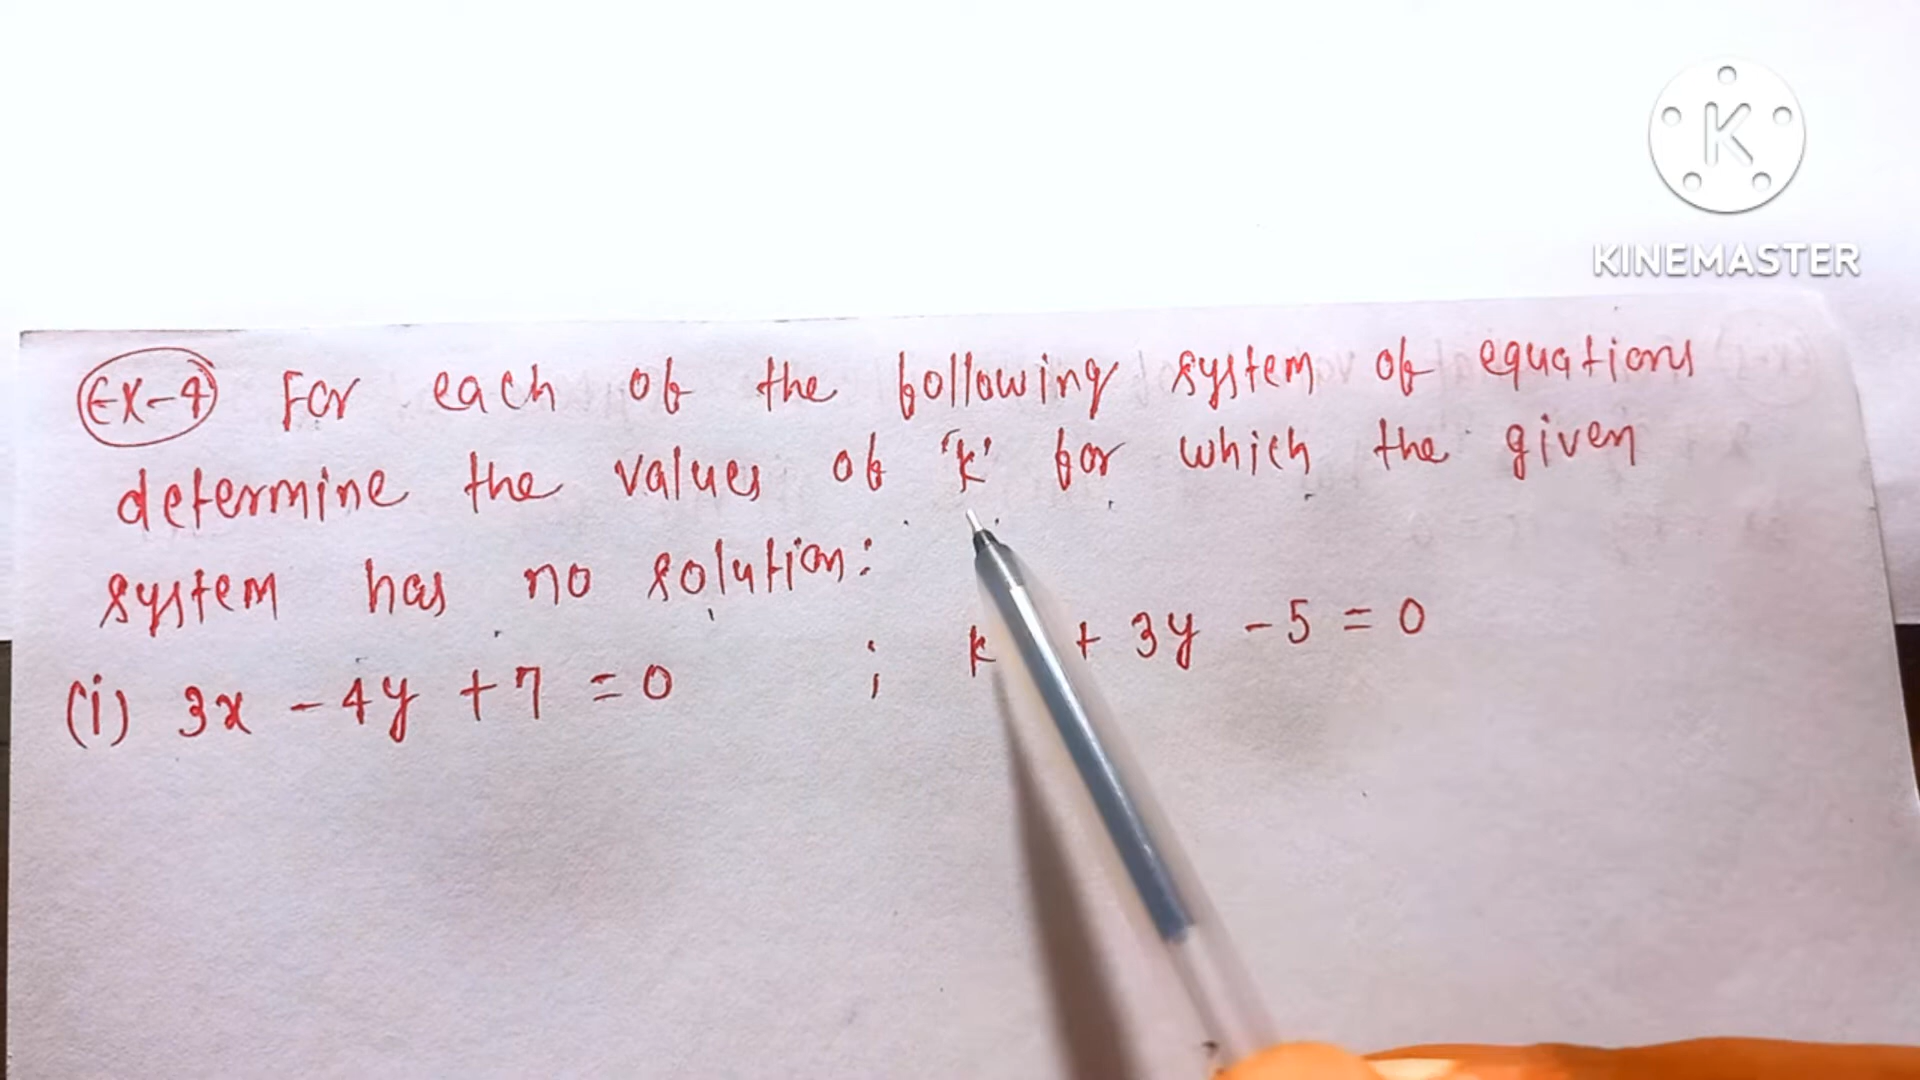 K
KINEMASTER
Ex-4 For each of the following system of equations
determine the values of 'k' for which the given
system has no solution:
(i) 3x - 4y + 7 = 0 ; k + 3y - 5 = 0